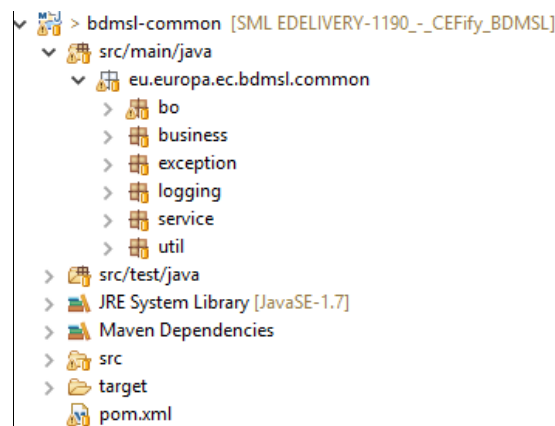 > bdmsl-common [SML EDELIVERY-1190_-_CEFify_BDMSL]
src/main/java
eu.europa.ec.bdmsl.common
bo
business
exception
logging
service
util
src/test/java
JRE System Library [JavaSE-1.7]
Maven Dependencies
src
target
pom.xml